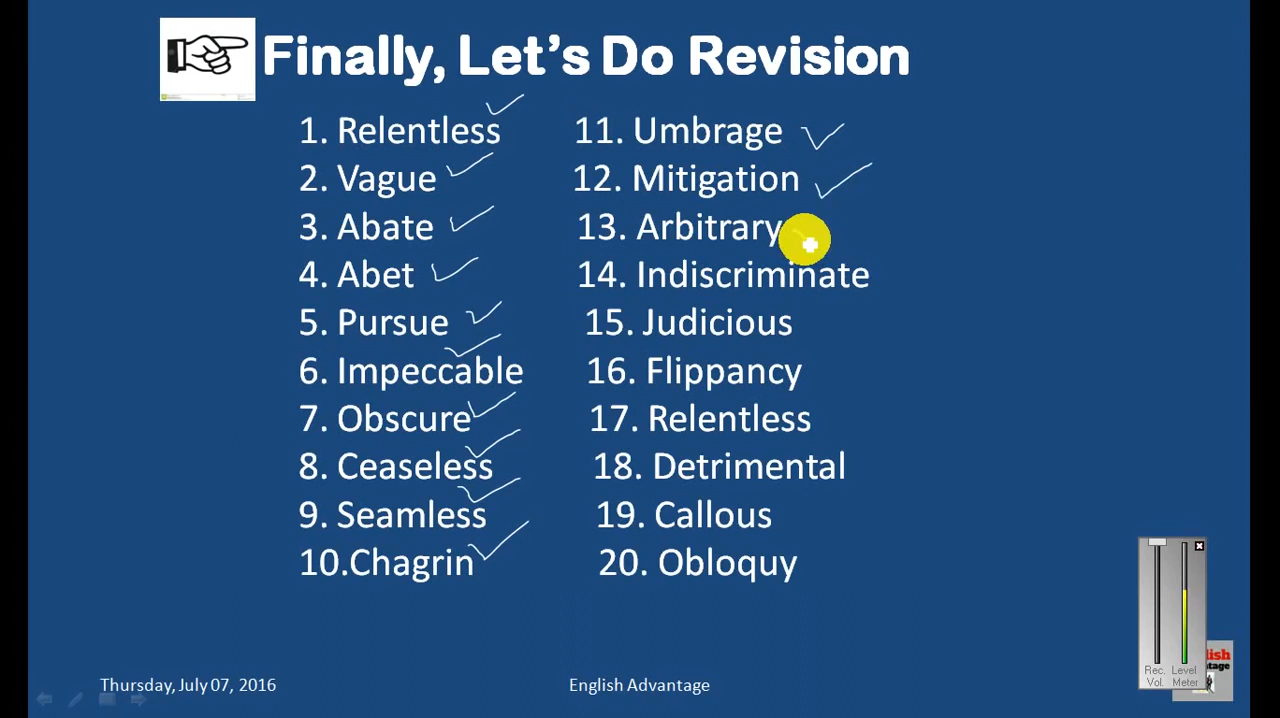 Finally, Let's Do Revision
1. Relentless
2. Vague
3. Abate
4. Abet
5. Pursue
6. Impeccable
7. Obscure
8. Ceaseless
9. Seamless
10.Chagrin
11. Umbrage
12. Mitigation
13. Arbitrary
14. Indiscriminate
15. Judicious
16. Flippancy
17. Relentless
18. Detrimental
19. Callous
20. Obloquy
Rec. Level
Vol. Meter
Thursday, July 07, 2016
English Advantage